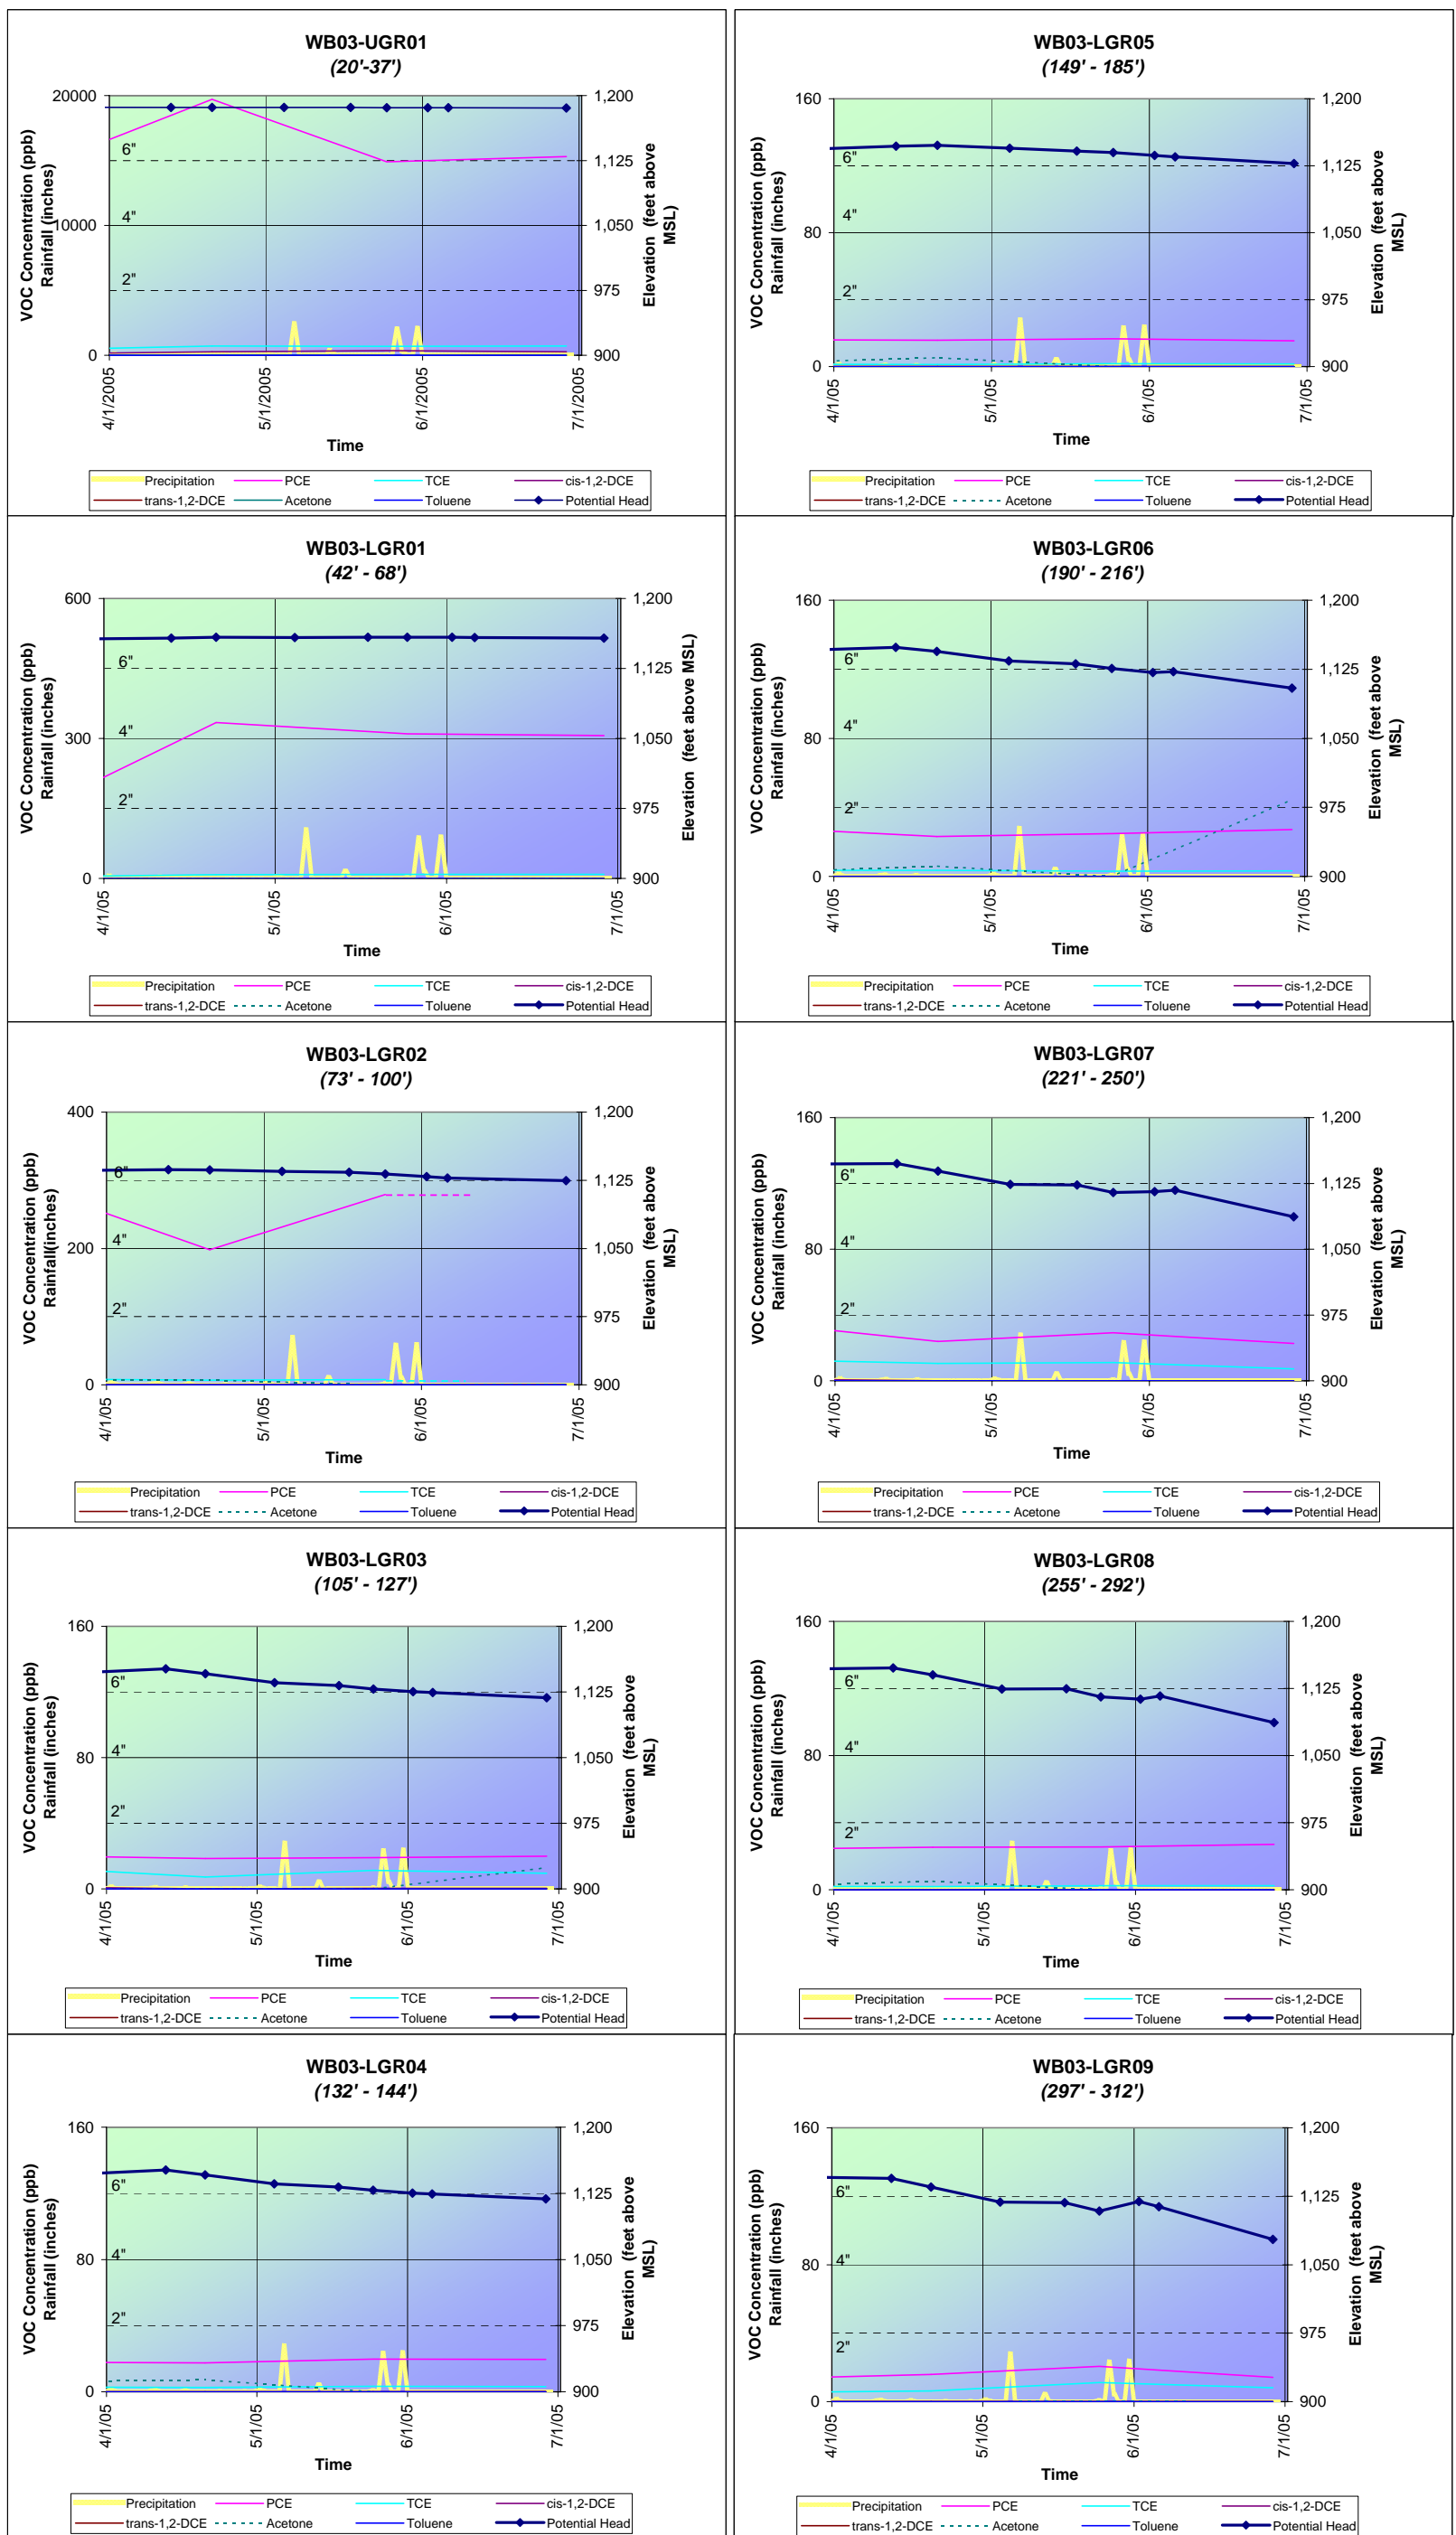 WB03-UGR01
(20'-37')
VOC Concentration (ppb)
Rainfall (inches)
20000
10000
0
6"
4"
2"
1,200
1,125
1,050
975
900
Elevation (feet above
MSL)
4/1/2005
5/1/2005
6/1/2005
7/1/2005
Time
Precipitation PCE TCE cis-1,2-DCE
trans-1,2-DCE Acetone Toluene Potential Head
WB03-LGR05
(149' - 185')
VOC Concentration (ppb)
Rainfall (inches)
160
80
0
6"
4"
2"
1,200
1,125
1,050
975
900
Elevation (feet above
MSL)
4/1/05
5/1/05
6/1/05
7/1/05
Time
Precipitation PCE TCE cis-1,2-DCE
trans-1,2-DCE Acetone Toluene Potential Head
WB03-LGR01
(42' - 68')
VOC Concentration (ppb)
Rainfall (inches)
600
300
0
6"
4"
2"
1,200
1,125
1,050
975
900
Elevation (feet above MSL)
4/1/05
5/1/05
6/1/05
7/1/05
Time
Precipitation PCE TCE cis-1,2-DCE
trans-1,2-DCE Acetone Toluene Potential Head
WB03-LGR06
(190' - 216')
VOC Concentration (ppb)
Rainfall (inches)
160
80
0
6"
4"
2"
1,200
1,125
1,050
975
900
Elevation (feet above
MSL)
4/1/05
5/1/05
6/1/05
7/1/05
Time
Precipitation PCE TCE cis-1,2-DCE
trans-1,2-DCE Acetone Toluene Potential Head
WB03-LGR02
(73' - 100')
VOC Concentration (ppb)
Rainfall(inches)
400
200
0
6"
4"
2"
1,200
1,125
1,050
975
900
Elevation (feet above
MSL)
4/1/05
5/1/05
6/1/05
7/1/05
Time
Precipitation PCE TCE cis-1,2-DCE
trans-1,2-DCE Acetone Toluene Potential Head
WB03-LGR07
(221' - 250')
VOC Concentration (ppb)
Rainfall (inches)
160
80
0
6"
4"
2"
1,200
1,125
1,050
975
900
Elevation (feet above
MSL)
4/1/05
5/1/05
6/1/05
7/1/05
Time
Precipitation PCE TCE cis-1,2-DCE
trans-1,2-DCE Acetone Toluene Potential Head
WB03-LGR03
(105' - 127')
VOC Concentration (ppb)
Rainfall (inches)
160
80
0
6"
4"
2"
1,200
1,125
1,050
975
900
Elevation (feet above
MSL)
4/1/05
5/1/05
6/1/05
7/1/05
Time
Precipitation PCE TCE cis-1,2-DCE
trans-1,2-DCE Acetone Toluene Potential Head
WB03-LGR08
(255' - 292')
VOC Concentration (ppb)
Rainfall (inches)
160
80
0
6"
4"
2"
1,200
1,125
1,050
975
900
Elevation (feet above
MSL)
4/1/05
5/1/05
6/1/05
7/1/05
Time
Precipitation PCE TCE cis-1,2-DCE
trans-1,2-DCE Acetone Toluene Potential Head
WB03-LGR04
(132' - 144')
VOC Concentration (ppb)
Rainfall (inches)
160
80
0
6"
4"
2"
1,200
1,125
1,050
975
900
Elevation (feet above
MSL)
4/1/05
5/1/05
6/1/05
7/1/05
Time
Precipitation PCE TCE cis-1,2-DCE
trans-1,2-DCE Acetone Toluene Potential Head
WB03-LGR09
(297' - 312')
VOC Concentration (ppb)
Rainfall (inches)
160
80
0
6"
4"
2"
1,200
1,125
1,050
975
900
Elevation (feet above
MSL)
4/1/05
5/1/05
6/1/05
7/1/05
Time
Precipitation PCE TCE cis-1,2-DCE
trans-1,2-DCE Acetone Toluene Potential Head